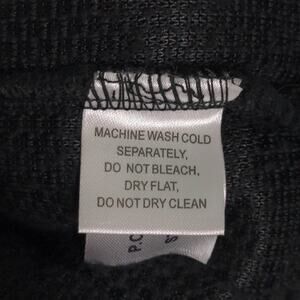 MACHINE WASH COLD
SEPARATELY,
DO NOT BLEACH,
DRY FLAT,
DO NOT DRY CLEAN